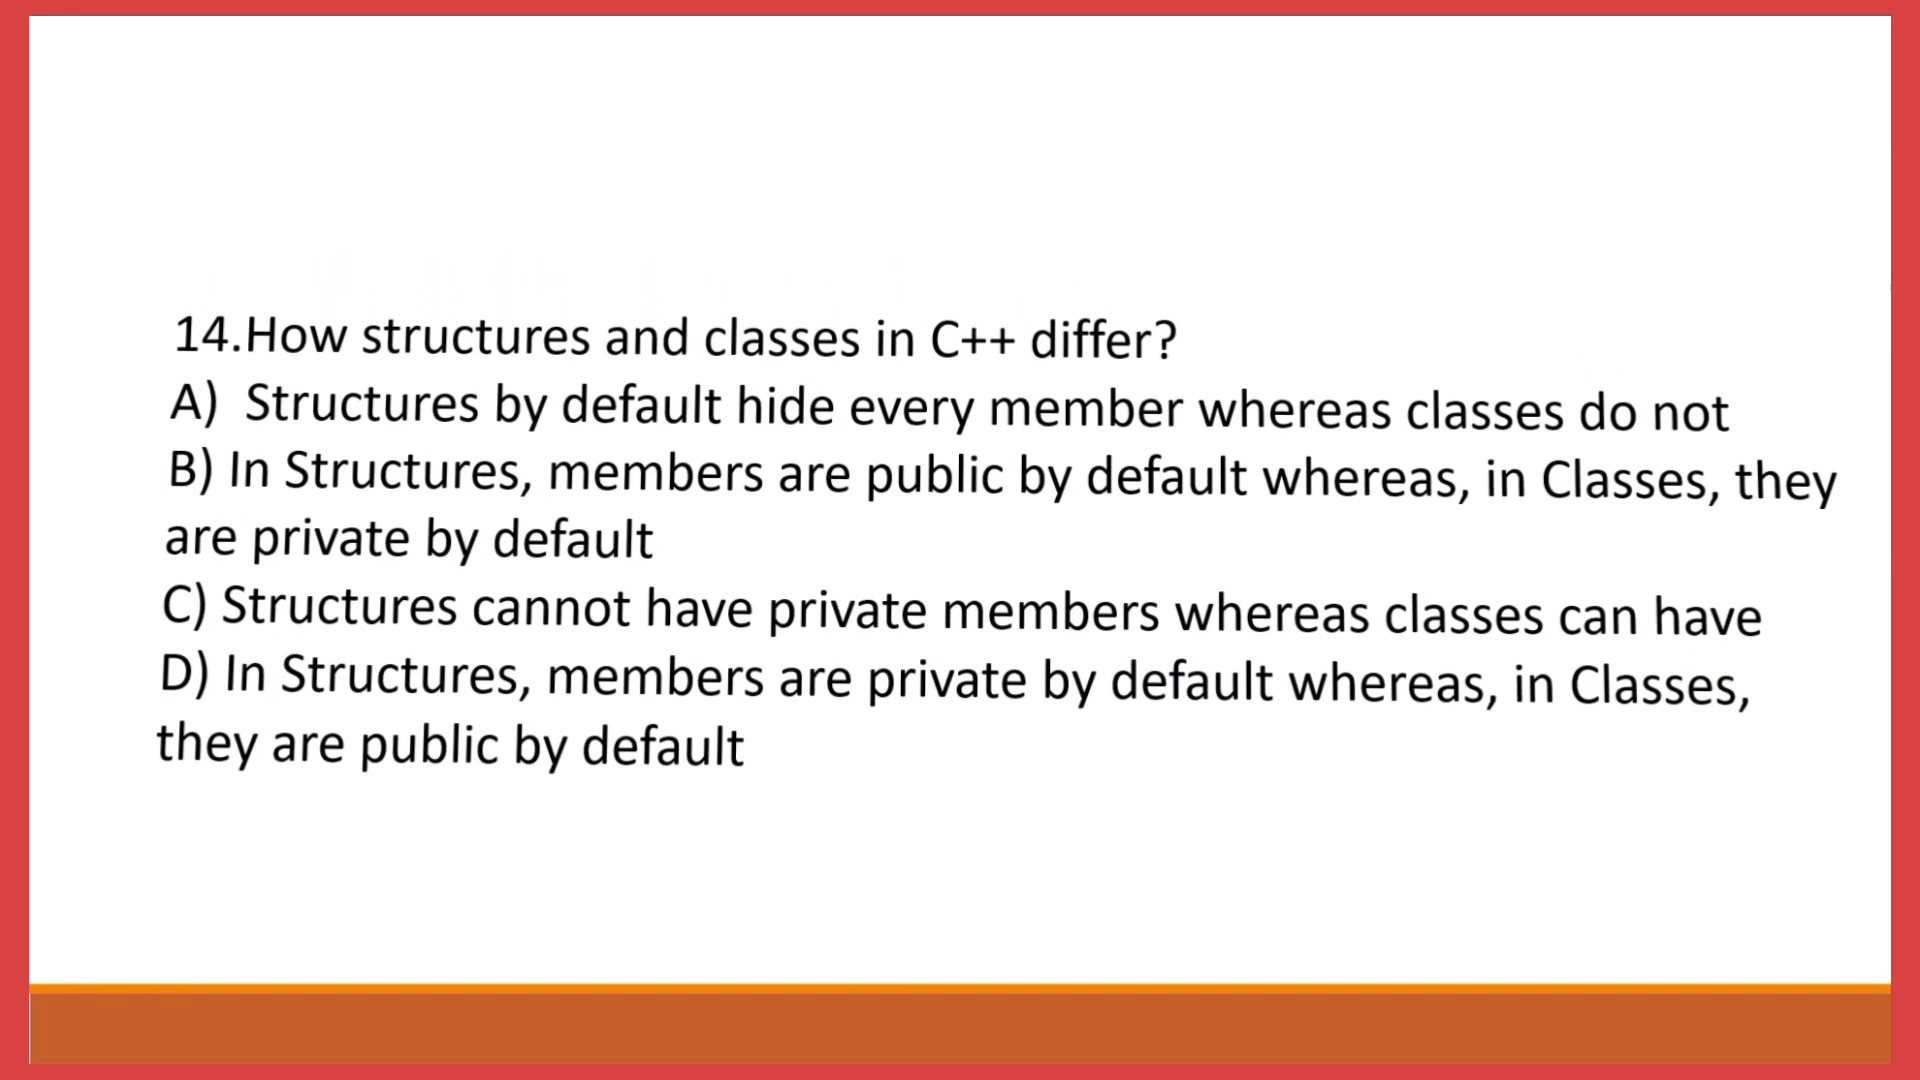 14.How structures and classes in C++ differ?
A) Structures by default hide every member whereas classes do not
B) In Structures, members are public by default whereas, in Classes, they
are private by default
C) Structures cannot have private members whereas classes can have
D) In Structures, members are private by default whereas, in Classes,
they are public by default